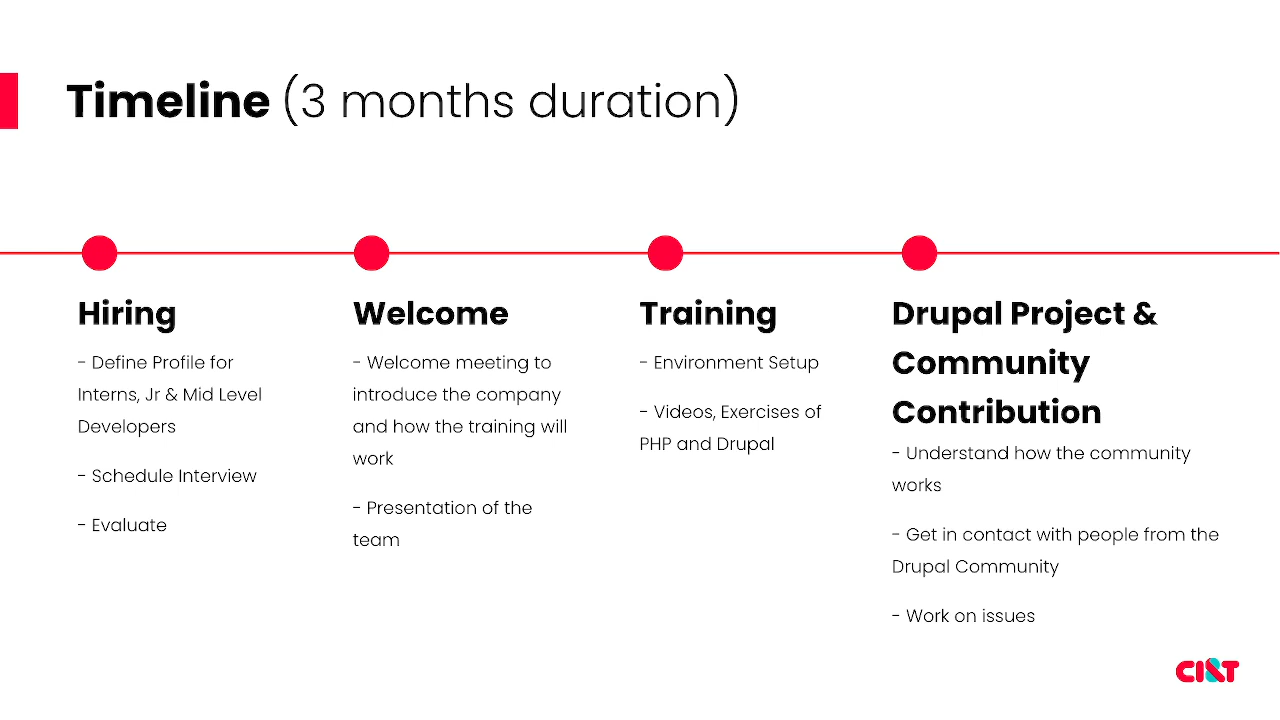 Timeline (3 months duration)
Hiring
- Define Profile for
Interns, Jr & Mid Level
Developers
- Schedule Interview
- Evaluate
Welcome
- Welcome meeting to
introduce the company
and how the training will
work
- Presentation of the
team
Training
- Environment Setup
- Videos, Exercises of
PHP and Drupal
Drupal Project &
Community
Contribution
- Understand how the community
works
- Get in contact with people from the
Drupal Community
- Work on issues
CI&T